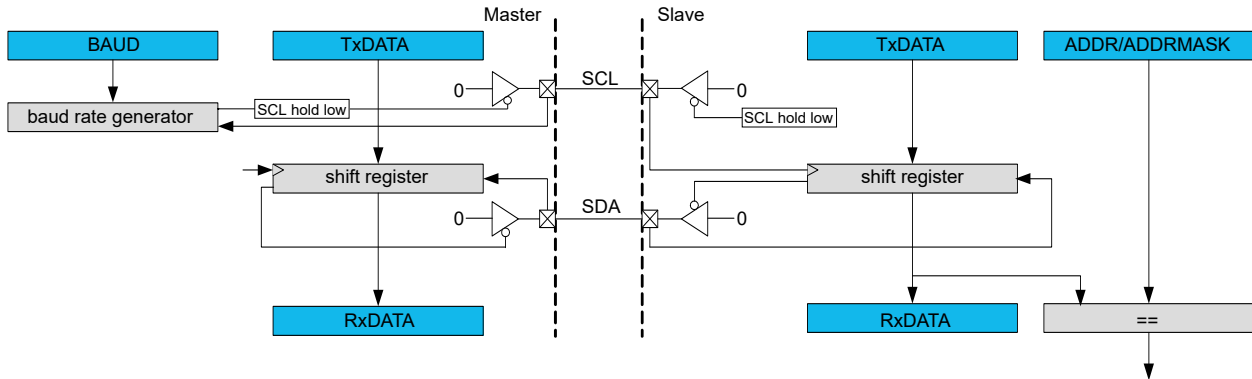 Master Slave
BAUD TxDATA TxDATA ADDR/ADDRMASK
SCL
0 0
SCL hold low SCL hold low
baud rate generator
shift register shift register
SDA
0 0
RxDATA RxDATA ==